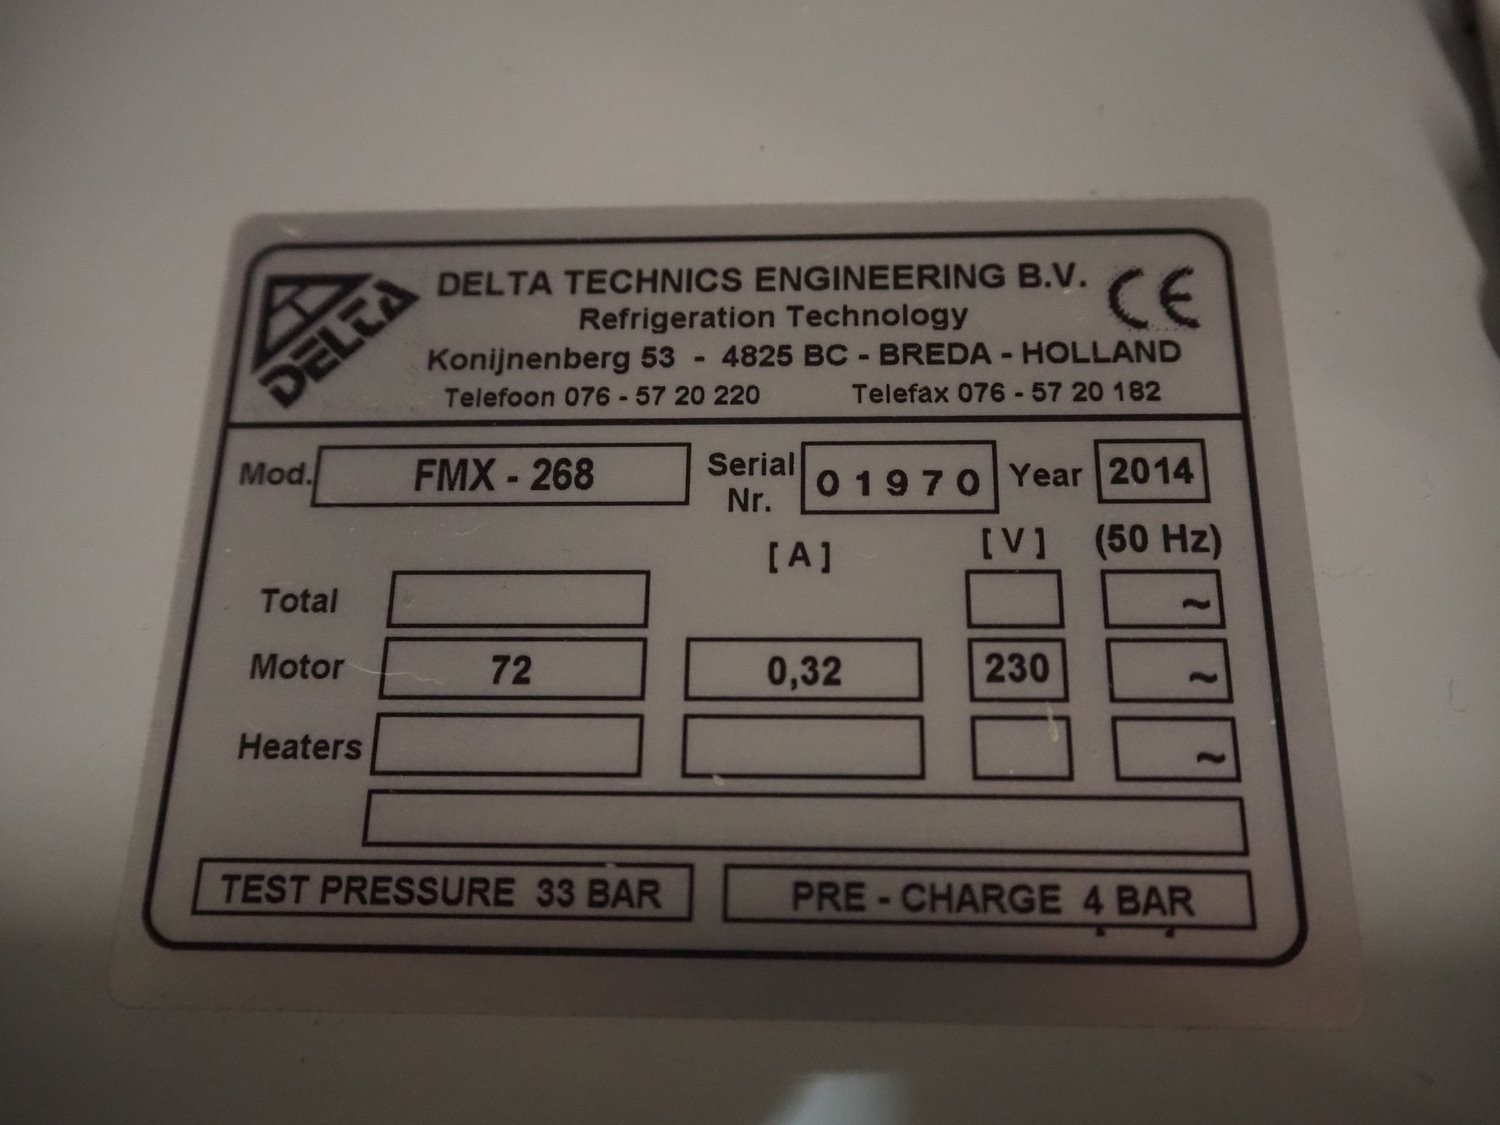 DELTA
DELTA TECHNICS ENGINEERING B.V. CE
Refrigeration Technology
Konijnenberg 53 - 4825 BC - BREDA - HOLLAND
Telefoon 076 - 57 20 220 Telefax 076 - 57 20 182
Mod. FMX - 268 Serial Nr. 01970 Year 2014
[ A ] [ V ] (50 Hz)
Total ~
Motor 72 0,32 230 ~
Heaters ~
TEST PRESSURE 33 BAR PRE - CHARGE 4 BAR